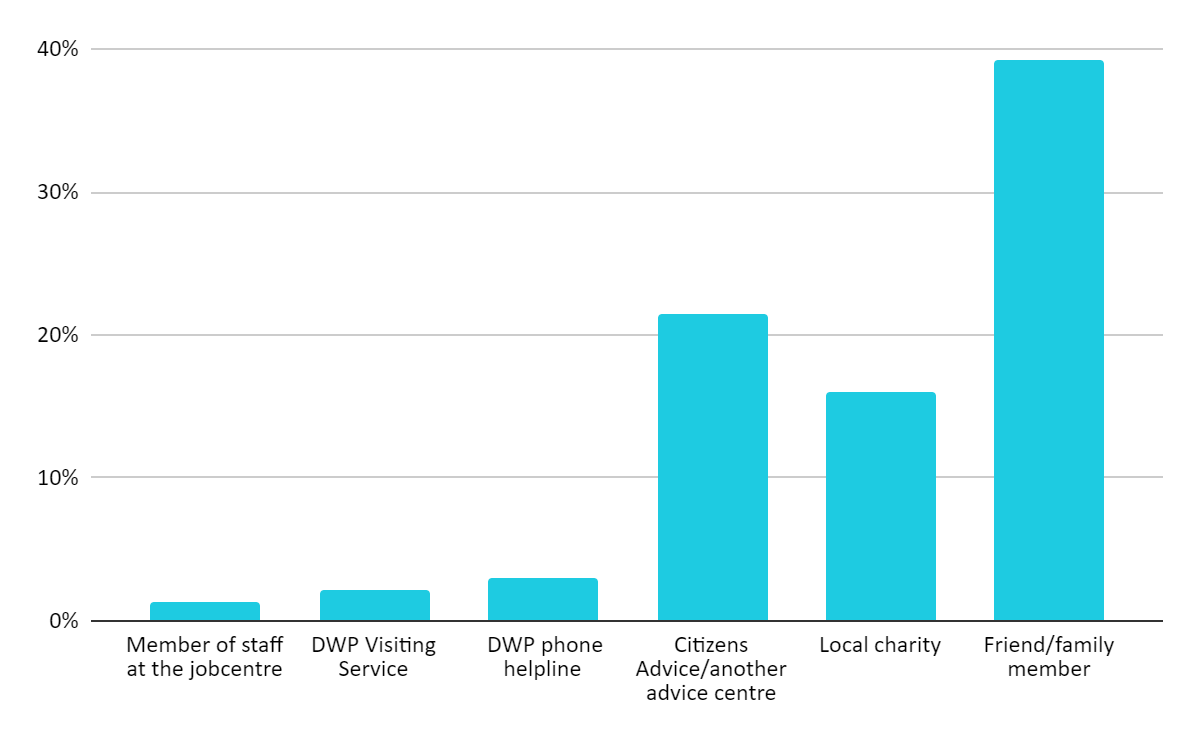 40%
30%
20%
10%
0%
Member of staff
at the jobcentre
DWP Visiting
Service
DWP phone
helpline
Citizens
Advice/another
advice centre
Local charity
Friend/family
member